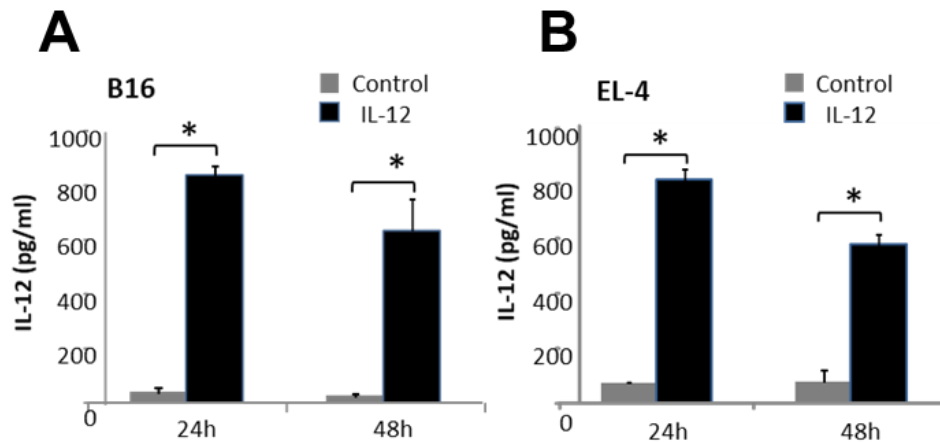 A
B16
Control
IL-12
*
*
1000
800
600
400
200
0
IL-12 (pg/ml)
24h
48h
B
EL-4
Control
IL-12
*
*
1000
800
600
400
200
0
IL-12 (pg/ml)
24h
48h